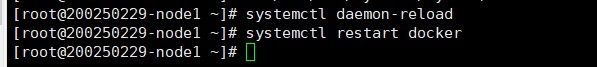 [root@200250229-node1 ~]# systemctl daemon-reload
[root@200250229-node1 ~]# systemctl restart docker
[root@200250229-node1 ~]#